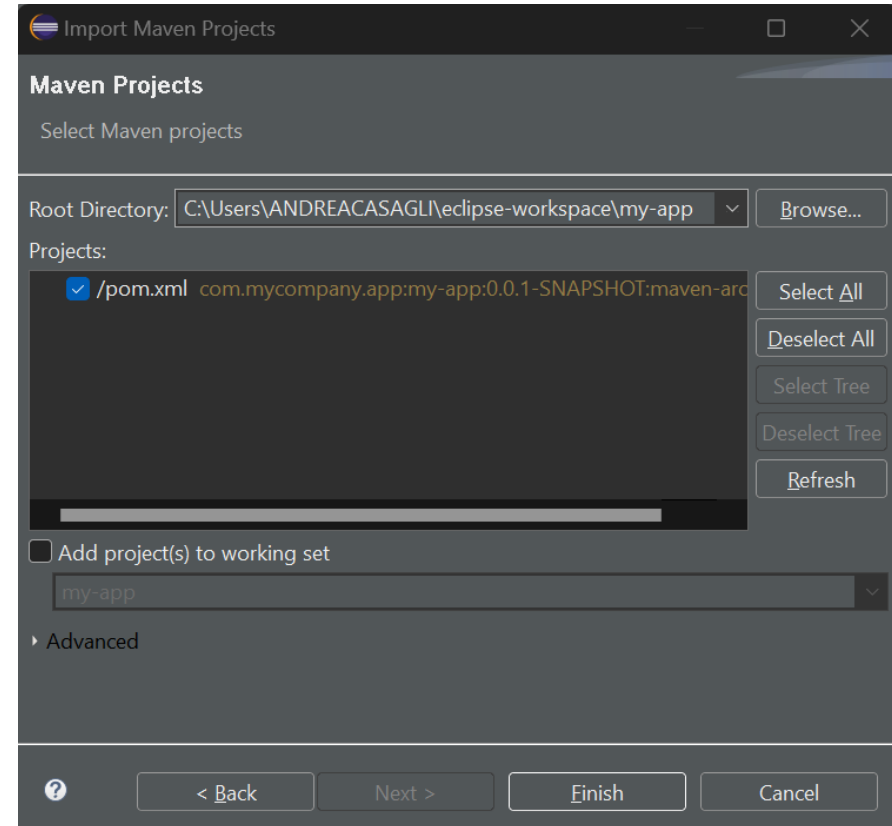 Import Maven Projects
Maven Projects
Select Maven projects
Root Directory: C:\Users\ANDREACASAGLI\eclipse-workspace\my-app Browse...
Projects:
/pom.xml com.mycompany.app:my-app:0.0.1-SNAPSHOT:maven-arc
Select All
Deselect All
Select Tree
Deselect Tree
Refresh
Add project(s) to working set
my-app
Advanced
? < Back Next > Finish Cancel